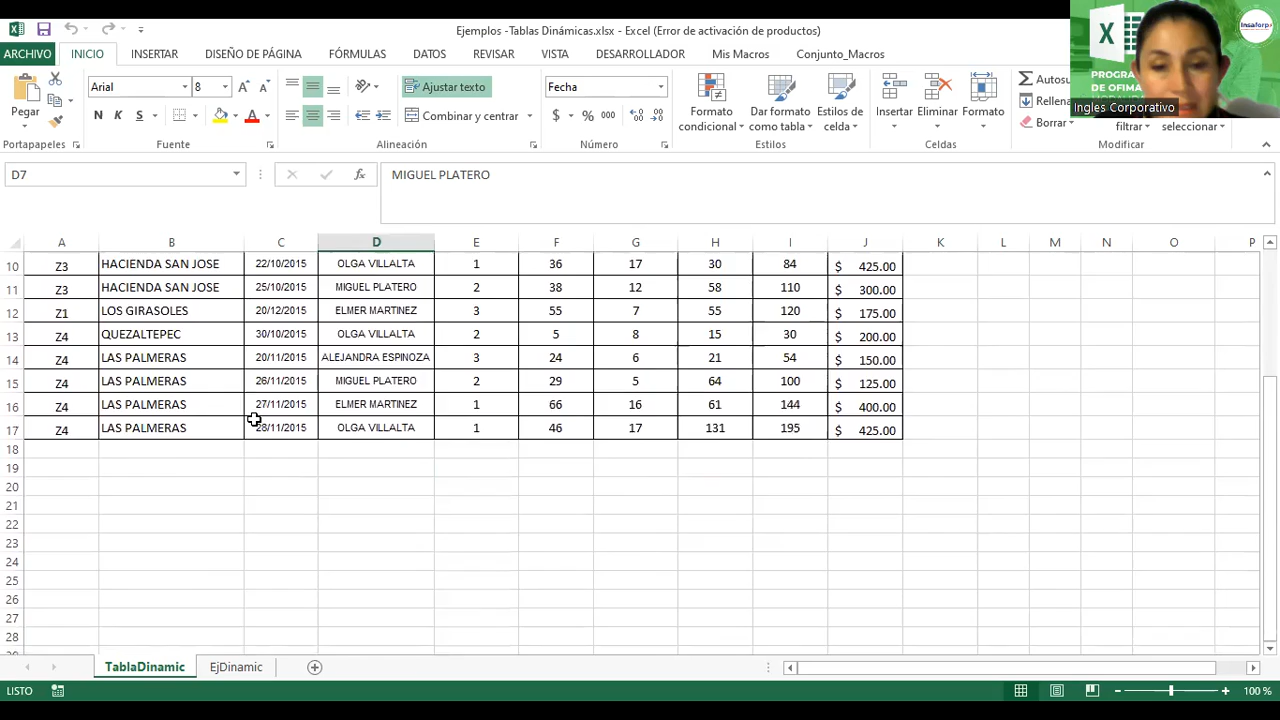 Ejemplos -Tablas Dinámicas.xlsx - Excel (Error de activación de productos)
Insaforp
ARCHIVO INICIO INSERTAR DISEÑO DE PÁGINA FÓRMULAS DATOS REVISAR VISTA DESARROLLADOR Mis Macros Conjunto_Macros
PROGRA
DE OFIMA
Ingles Corporativo
Pegar
Arial 9
Ajustar texto
Fecha
Combinar y centrar
N K S
$ % 000
Formato condicional
Dar formato como tabla
Estilos de celda
Insertar Eliminar Formato
Autosu
Rellena
Borrar
filtrar seleccionar
Portapapeles Fuente Alineación Número Estilos Celdas Modificar
D7 fx MIGUEL PLATERO
A B C D E F G H I J K L M N O P
10 Z3 HACIENDA SAN JOSE 22/10/2015 OLGA VILLALTA 1 36 17 30 84 $ 425.00
11 Z3 HACIENDA SAN JOSE 25/10/2015 MIGUEL PLATERO 2 38 12 58 110 $ 300.00
12 Z1 LOS GIRASOLES 20/12/2015 ELMER MARTINEZ 3 55 7 55 120 $ 175.00
13 Z4 QUEZALTEPEC 30/10/2015 OLGA VILLALTA 2 5 8 15 30 $ 200.00
14 Z4 LAS PALMERAS 20/11/2015 ALEJANDRA ESPINOZA 3 24 6 21 54 $ 150.00
15 Z4 LAS PALMERAS 26/11/2015 MIGUEL PLATERO 2 29 5 64 100 $ 125.00
16 Z4 LAS PALMERAS 27/11/2015 ELMER MARTINEZ 1 66 16 61 144 $ 400.00
17 Z4 LAS PALMERAS 28/11/2015 OLGA VILLALTA 1 46 17 131 195 $ 425.00
18
19
20
21
22
23
24
25
26
27
28
TablaDinamic EjDinamic
LISTO 100 %